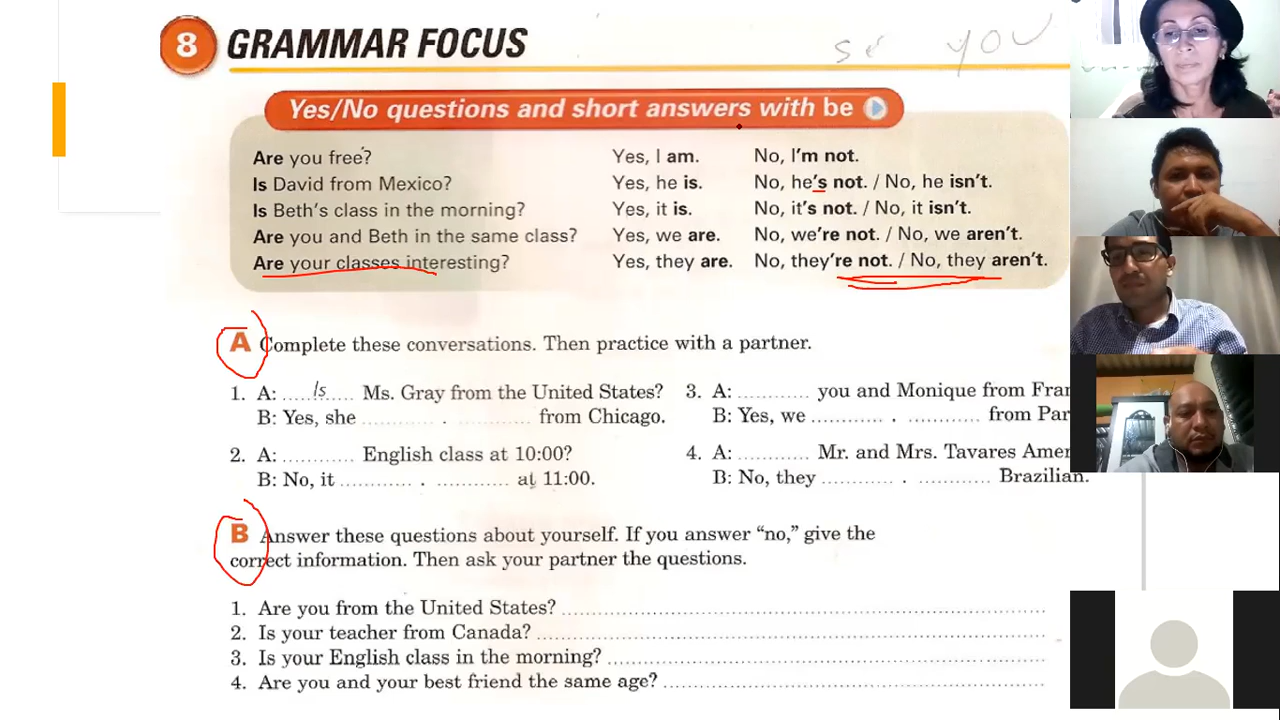 8 GRAMMAR FOCUS
YOU
Yes/No questions and short answers with be
Are you free? Yes, I am. No, I'm not.
Is David from Mexico? Yes, he is. No, he's not. / No, he isn't.
Is Beth's class in the morning? Yes, it is. No, it's not. / No, it isn't.
Are you and Beth in the same class? Yes, we are. No, we're not. / No, we aren't.
Are your classes interesting? Yes, they are. No, they're not. / No, they aren't.
A Complete these conversations. Then practice with a partner.
1. A: ..... Is ..... Ms. Gray from the United States?
B: Yes, she ............ . ............ from Chicago.
2. A: ............ English class at 10:00?
B: No, it ............ . ............ at 11:00.
3. A: ............ you and Monique from Fran
B: Yes, we ............ . ............ from Par
4. A: ............ Mr. and Mrs. Tavares Amer
B: No, they ............ . ............ Brazilian.
B Answer these questions about yourself. If you answer “no,” give the
correct information. Then ask your partner the questions.
1. Are you from the United States? ............
2. Is your teacher from Canada? ............
3. Is your English class in the morning? ............
4. Are you and your best friend the same age? ............